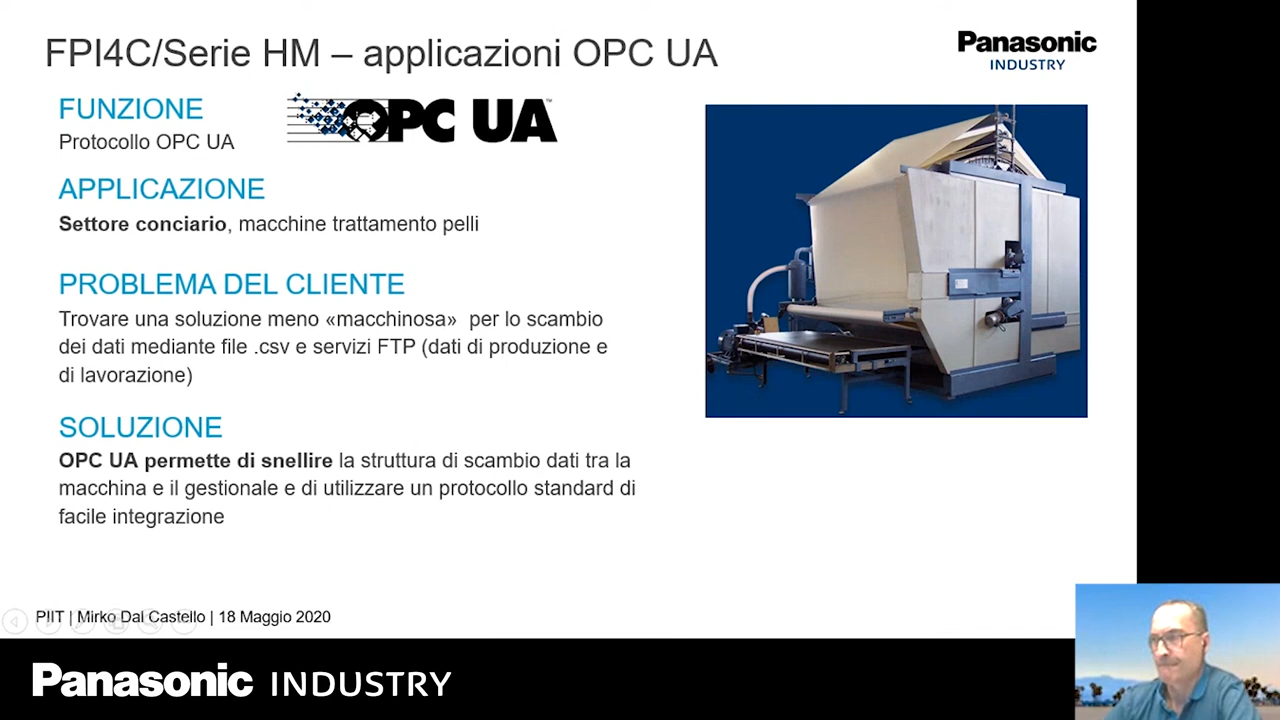 FPI4C/Serie HM – applicazioni OPC UA
Panasonic
INDUSTRY
FUNZIONE
OPC UA™
Protocollo OPC UA
APPLICAZIONE
Settore conciario, macchine trattamento pelli
PROBLEMA DEL CLIENTE
Trovare una soluzione meno «macchinosa» per lo scambio
dei dati mediante file .csv e servizi FTP (dati di produzione e
di lavorazione)
SOLUZIONE
OPC UA permette di snellire la struttura di scambio dati tra la
macchina e il gestionale e di utilizzare un protocollo standard di
facile integrazione
PIIT | Mirko Dal Castello | 18 Maggio 2020
Panasonic INDUSTRY